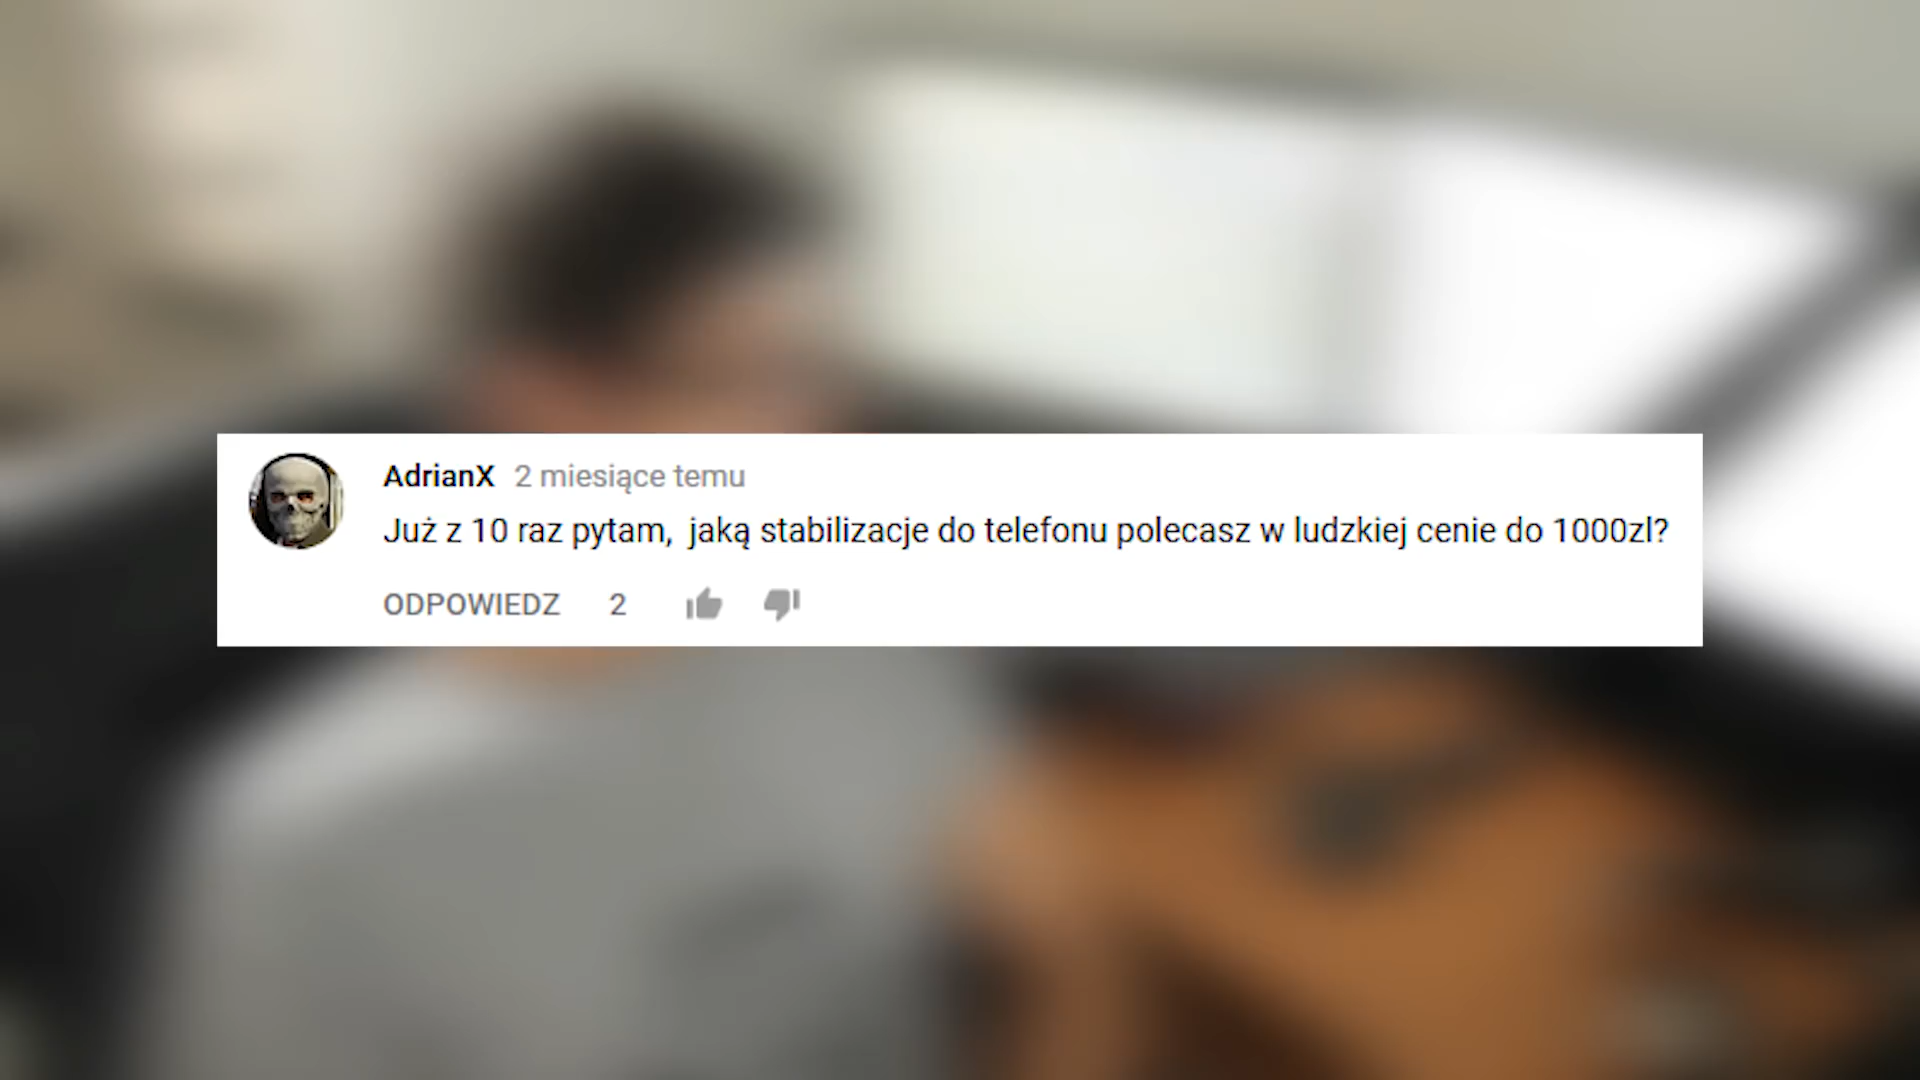 AdrianX 2 miesiące temu
Już z 10 raz pytam,  jaką stabilizacje do telefonu polecasz w ludzkiej cenie do 1000zl?
ODPOWIEDZ 2